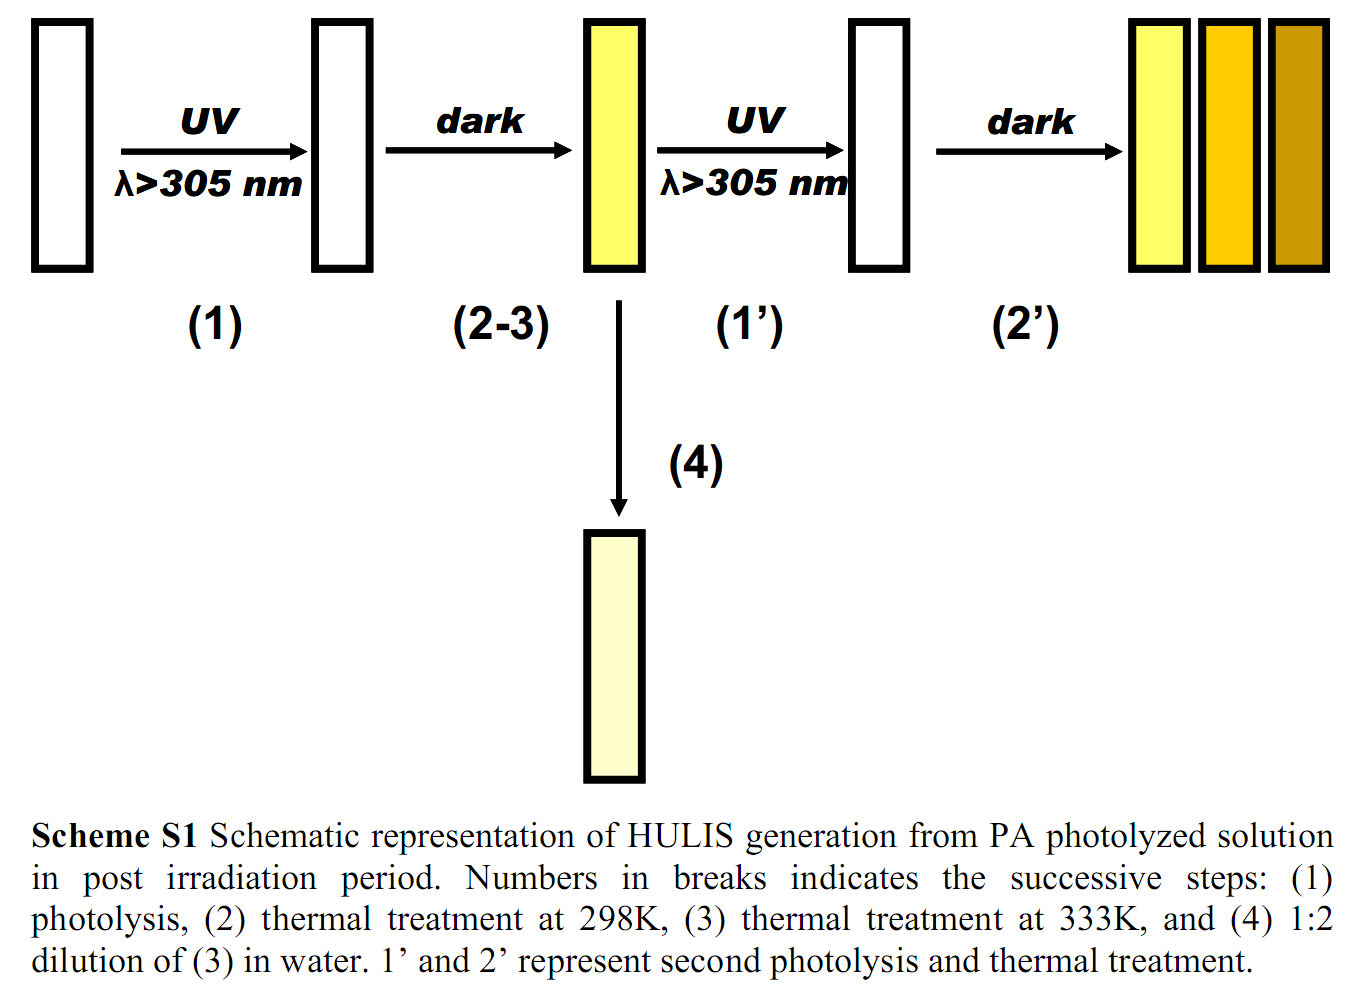 UV
λ>305 nm
dark
UV
λ>305 nm
dark
(1)
(2-3)
(1’)
(2’)
(4)
Scheme S1 Schematic representation of HULIS generation from PA photolyzed solution
in post irradiation period. Numbers in breaks indicates the successive steps: (1)
photolysis, (2) thermal treatment at 298K, (3) thermal treatment at 333K, and (4) 1:2
dilution of (3) in water. 1’ and 2’ represent second photolysis and thermal treatment.